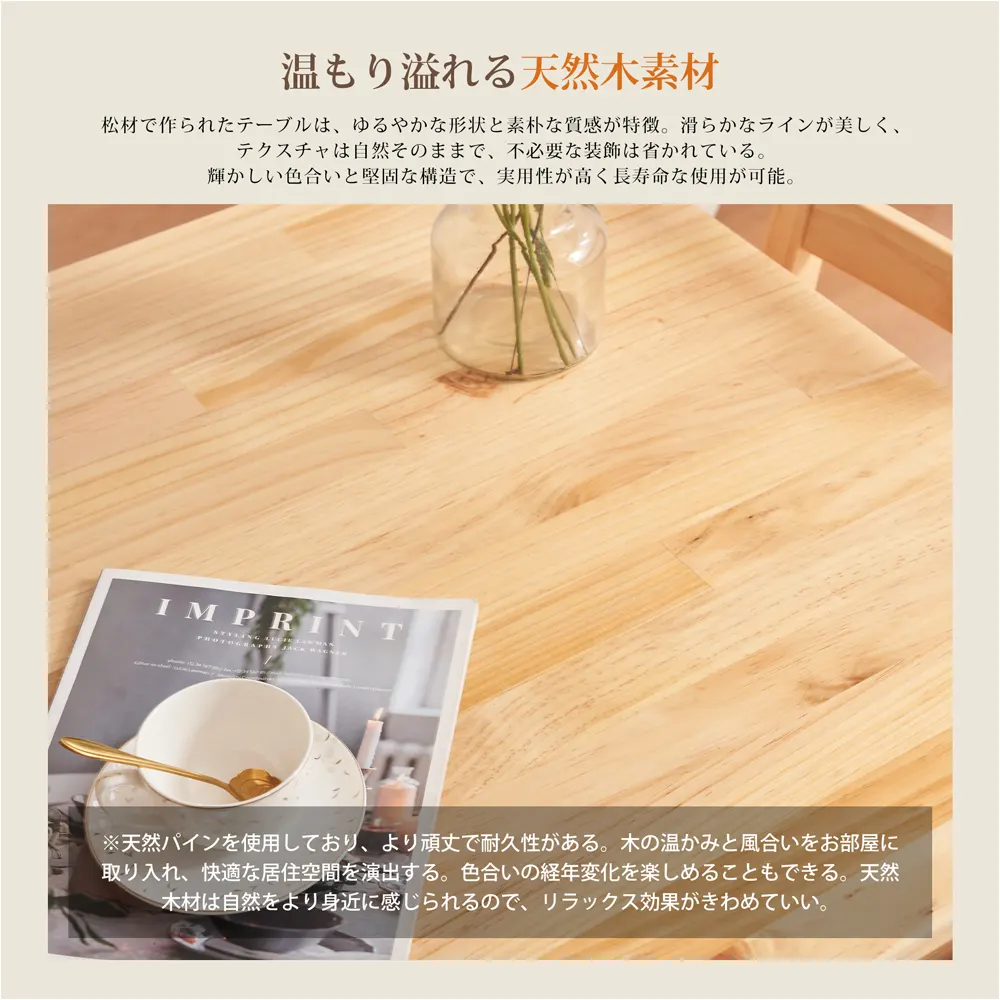 温もり溢れる天然木素材
松材で作られたテーブルは、ゆるやかな形状と素朴な質感が特徴。滑らかなラインが美しく、
テクスチャは自然そのままで、不必要な装飾は省かれている。
輝かしい色合いと堅固な構造で、実用性が高く長寿命な使用が可能。
IMPRINT
PHOTOGRAPHY JACK WAGNER
※天然パインを使用しており、より頑丈で耐久性がある。木の温かみと風合いをお部屋に
取り入れ、快適な居住空間を演出する。色合いの経年変化を楽しめることもできる。天然
木材は自然をより身近に感じられるので、リラックス効果がきわめていい。